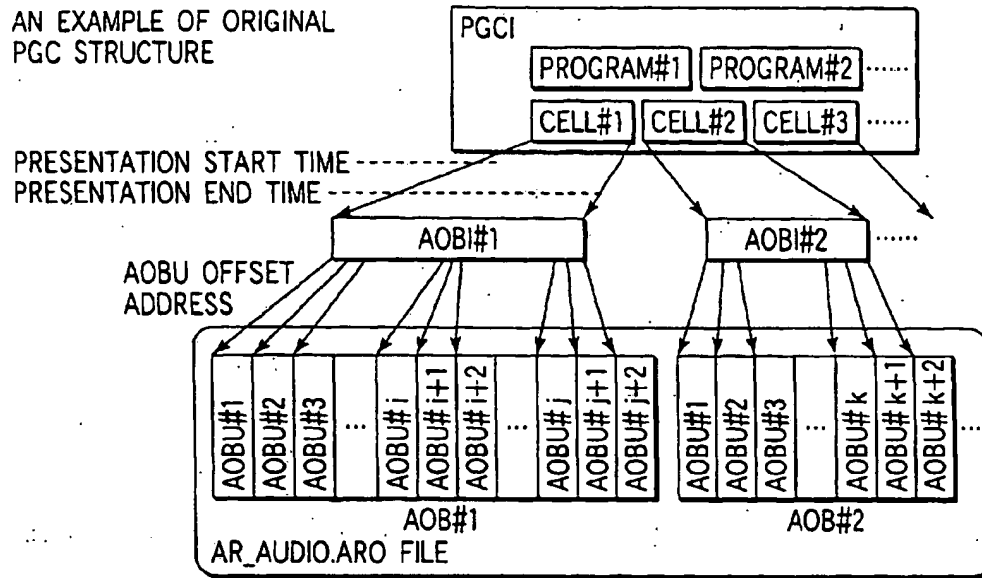 AN EXAMPLE OF ORIGINAL
PGC STRUCTURE
PGCI
PROGRAM#1 PROGRAM#2 ......
CELL#1 CELL#2 CELL#3 ......
PRESENTATION START TIME
PRESENTATION END TIME
AOBI#1 AOBI#2 ......
AOBU OFFSET
ADDRESS
AOBU#1 AOBU#2 AOBU#3 ... AOBU#i AOBU#i+1 AOBU#i+2 ... AOBU#j AOBU#j+1 AOBU#j+2 AOBU#1 AOBU#2 AOBU#3 ... AOBU#k AOBU#k+1 AOBU#k+2 ....
AOB#1 AOB#2
AR_AUDIO.ARO FILE